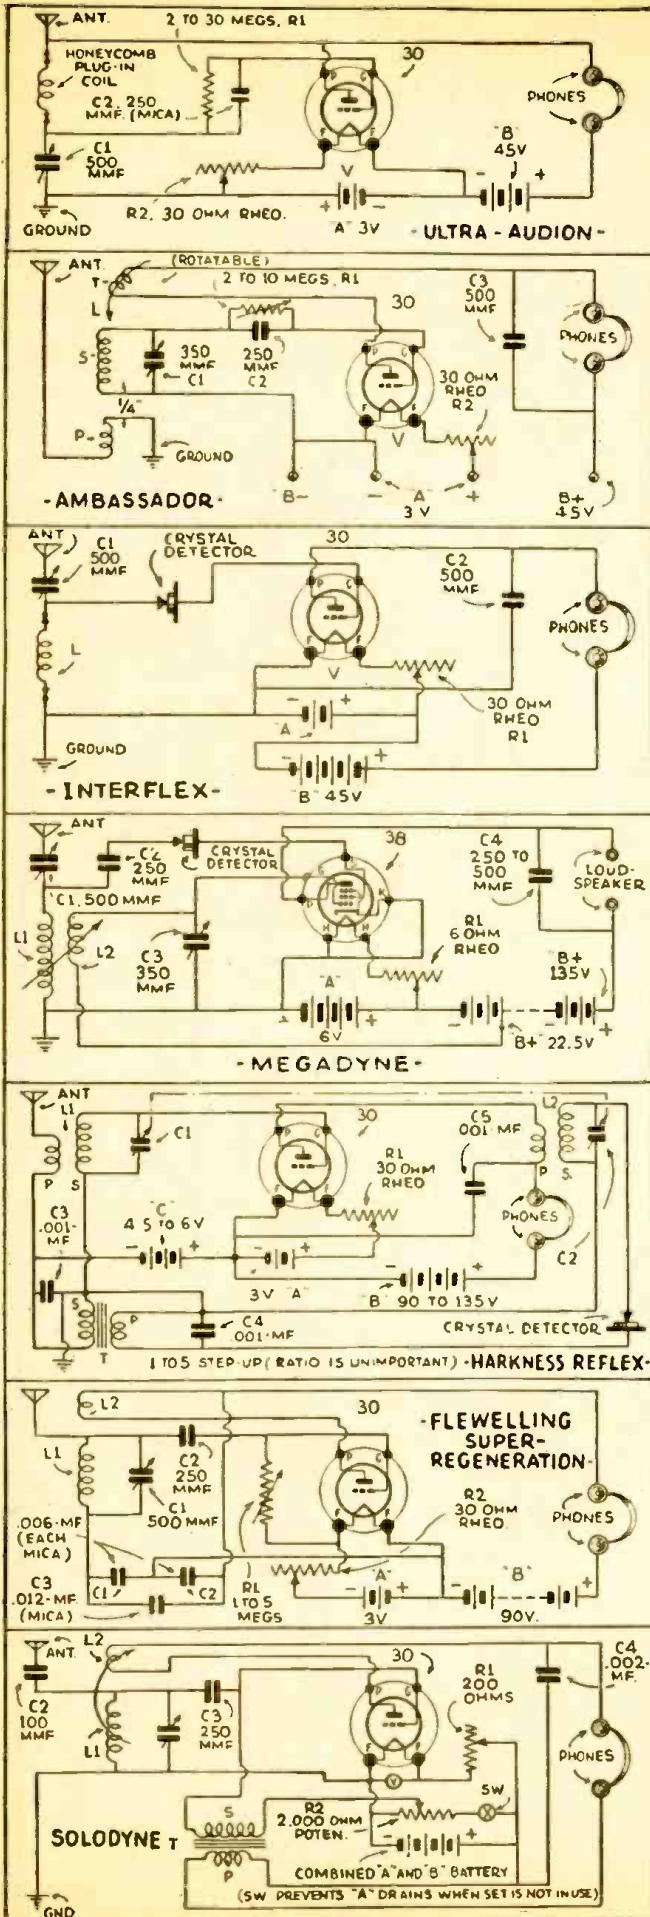 ANT.
2 TO 30 MEGS, R1
30
HONEYCOMB
PLUG-IN
COIL
C2, 250
MMF. (MICA)
P
G
PHONES
C1
500
MMF
F
F
V
"B"
45V
+
-
R2, 30 OHM RHEO.
+
"A" 3V
-
GROUND
- ULTRA-AUDION -
ANT.
(ROTATABLE)
T
2 TO 10 MEGS, R1
30
L
C3
500
MMF
PHONES
S
350
MMF
C1
250
MMF
C2
P
G
30 OHM
RHEO
R2
1/4"
F
F
V
P
GROUND
"B-
-
"A"
+
3 V
B+
45V
- AMBASSADOR -
ANT
C1
500
MMF
CRYSTAL
DETECTOR
30
C2
500
MMF
P
G
PHONES
L
F
F
V
-
+
"A"
30 OHM
RHEO
R1
GROUND
-
+
"B" 45V
- INTERFLEX -
ANT
C2
250
MMF
CRYSTAL
DETECTOR
38
C4
250 TO
500
MMF
LOUD-
SPEAKER
C1, 500 MMF
G
P
K
L1
L2
C3
350
MMF
H
H
R1
6 OHM
RHEO
"A"
6V
+
-
B+
135V
+
B+ 22.5V
- MEGADYNE -
ANT
L1
C1
30
C5
.001-MF
L2
P
S
P
G
R1
30 OHM
RHEO
P
S
C3
.001-
MF
"C"
4.5 TO 6V
-
+
F
F
PHONES
C2
-
+
3V "A"
-
+
"B" 90 TO 135V
S
P
T
C4
.001-MF
CRYSTAL DETECTOR
1 TO 5 STEP-UP (RATIO IS UNIMPORTANT) - HARKNESS REFLEX -
L2
30
- FLEWELLING
SUPER-
REGENERATION -
L1
C2
250
MMF
P
G
C1
500 MMF
R2
30 OHM
RHEO.
PHONES
.006-MF
(EACH
MICA)
F
F
C1
C2
C3
.012-MF.
(MICA)
R1
1 TO 5
MEGS
-
"A"
+
3V
-
"B"
+
90V.
L2
ANT.
30
C4
.002-
MF.
C2
100
MMF
C3
250
MMF
P
G
R1
200
OHMS
L1
F
F
V
PHONES
S
R2
2,000 OHM
POTEN.
SW
SOLODYNE
T
P
-
+
COMBINED "A" AND "B" BATTERY
(SW PREVENTS "A" DRAINS WHEN SET IS NOT IN USE)
GND